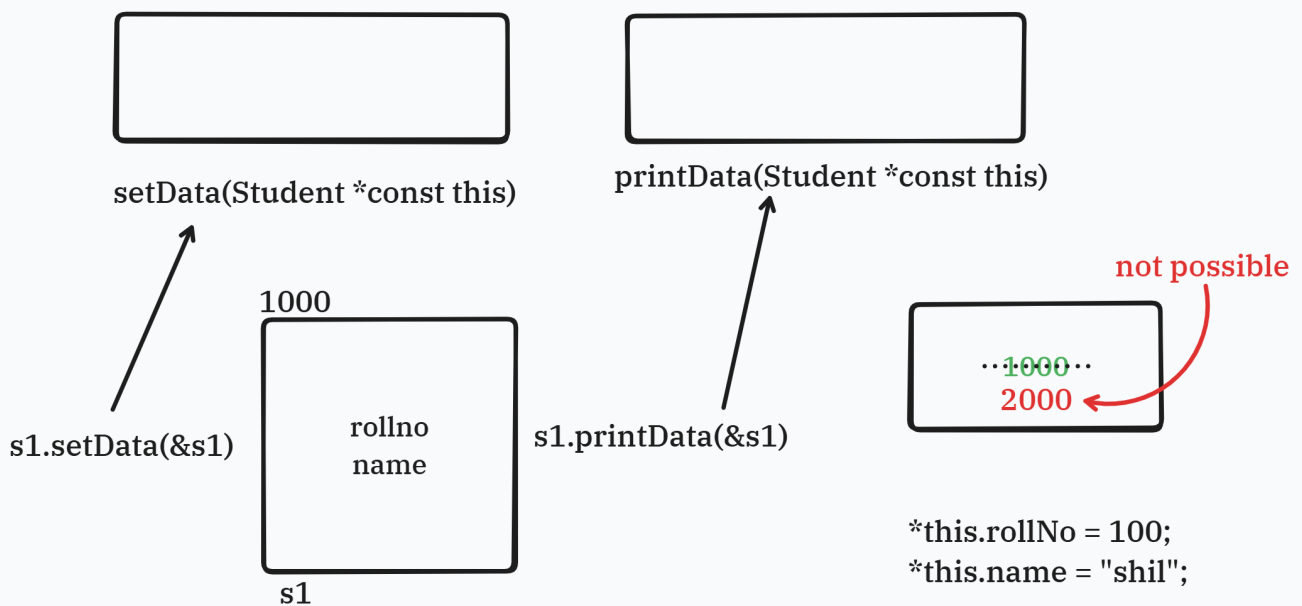 setData(Student *const this)
printData(Student *const this)
not possible
1000
1000
2000
rollno
name
s1.setData(&s1)
s1.printData(&s1)
*this.rollNo = 100;
*this.name = "shil";
s1